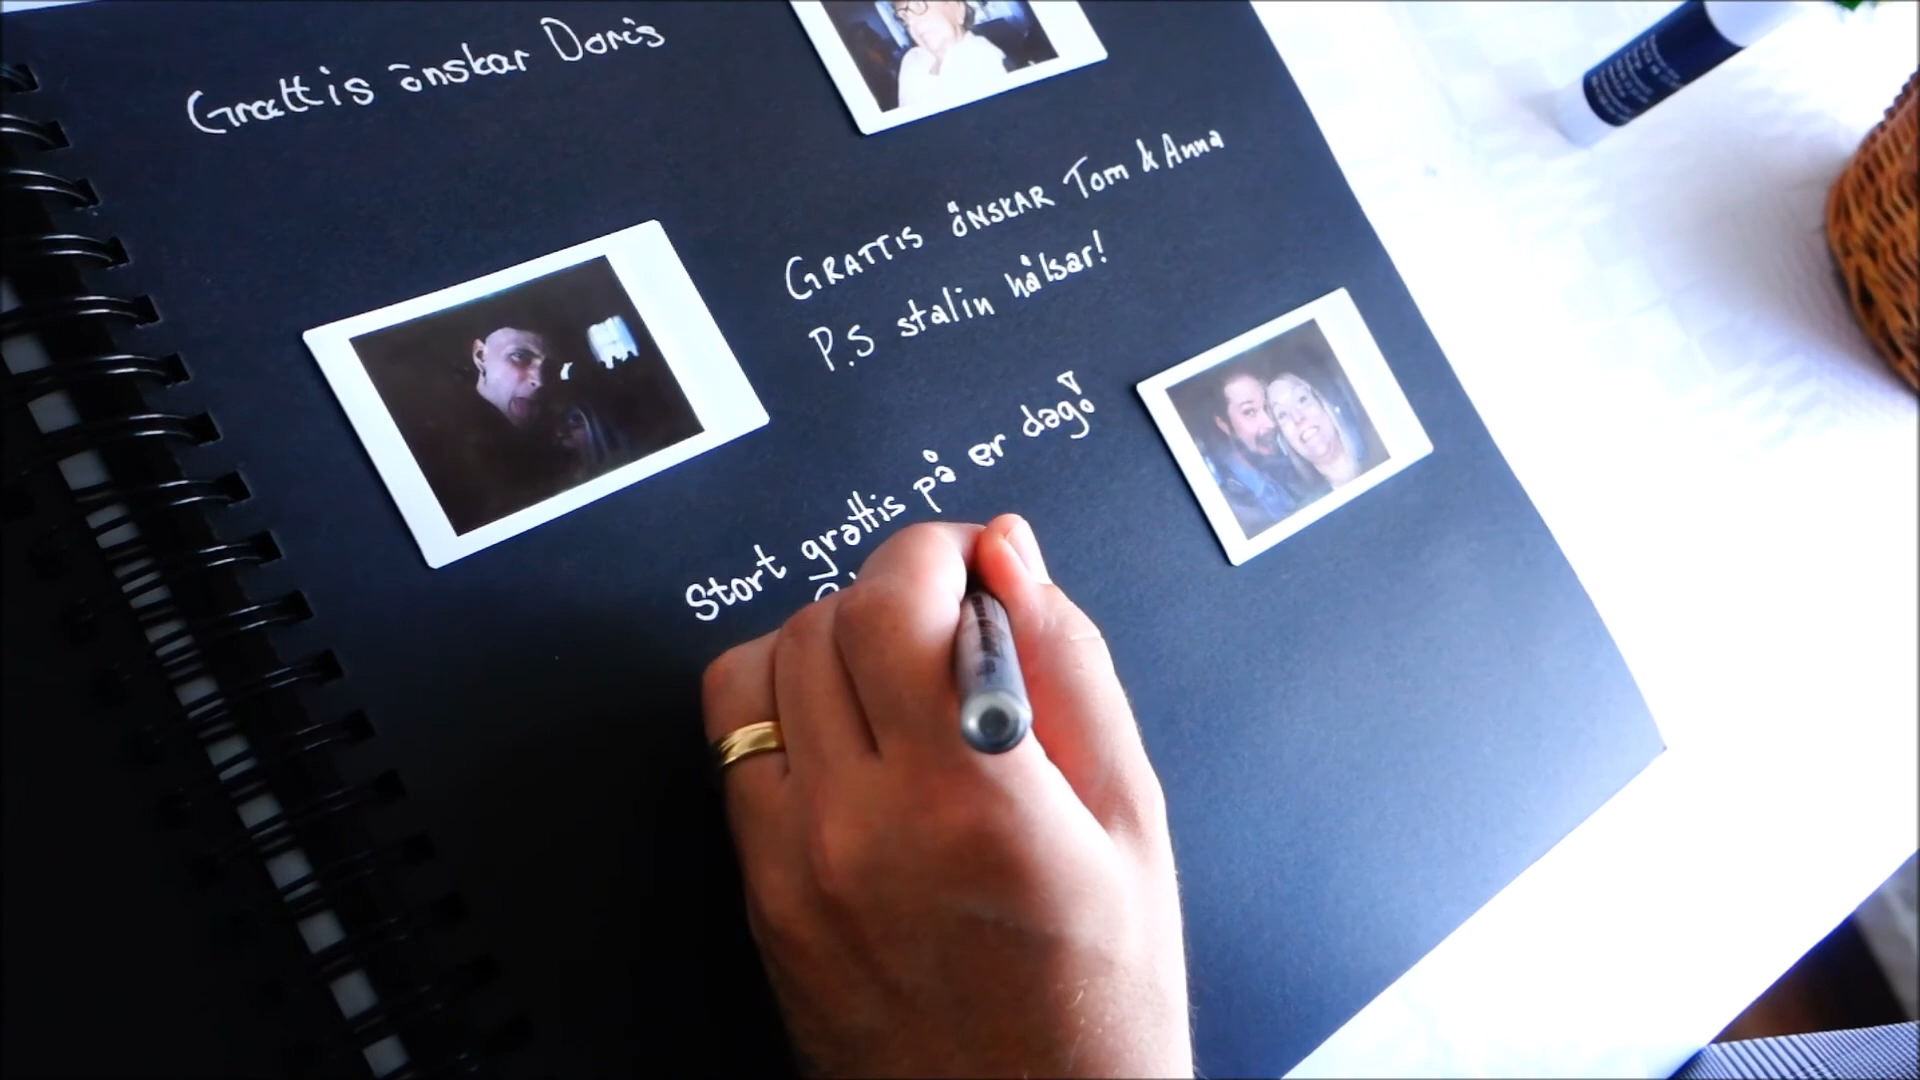 Grattis önskar Doris
GRATTIS ÖNSKAR Tom & Anna
P.S stalin hälsar!
Stort grattis på er dag!